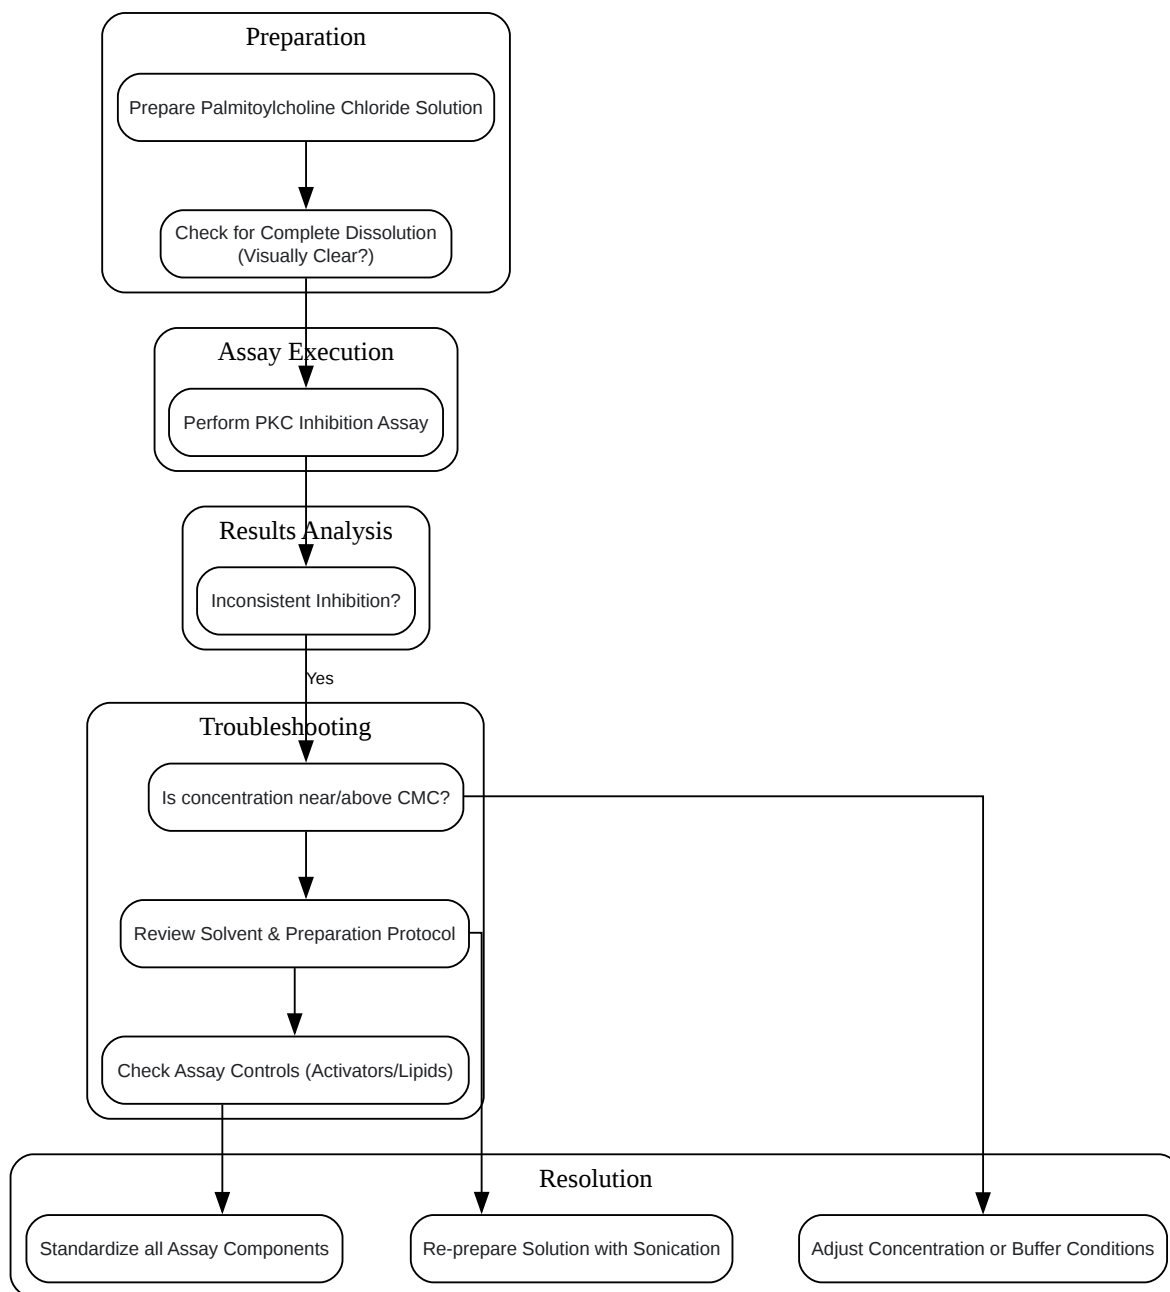 Preparation
Prepare Palmitoylcholine Chloride Solution
Check for Complete Dissolution
(Visually Clear?)
Assay Execution
Perform PKC Inhibition Assay
Results Analysis
Inconsistent Inhibition?
Yes
Troubleshooting
Is concentration near/above CMC?
Review Solvent & Preparation Protocol
Check Assay Controls (Activators/Lipids)
Resolution
Standardize all Assay Components
Re-prepare Solution with Sonication
Adjust Concentration or Buffer Conditions